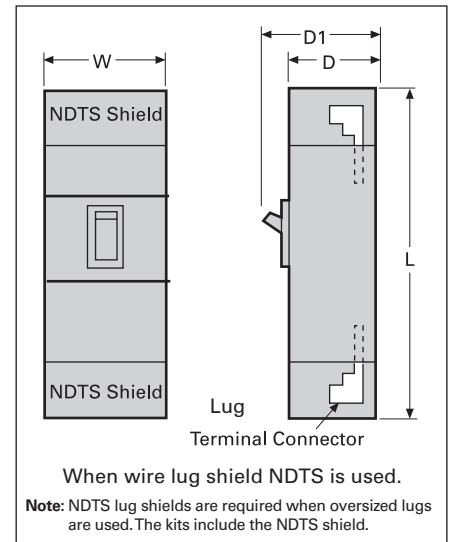 D1
W
D
NDTS Shield
L
NDTS Shield
Lug
Terminal Connector
When wire lug shield NDTS is used.
Note: NDTS lug shields are required when oversized lugs
are used. The kits include the NDTS shield.